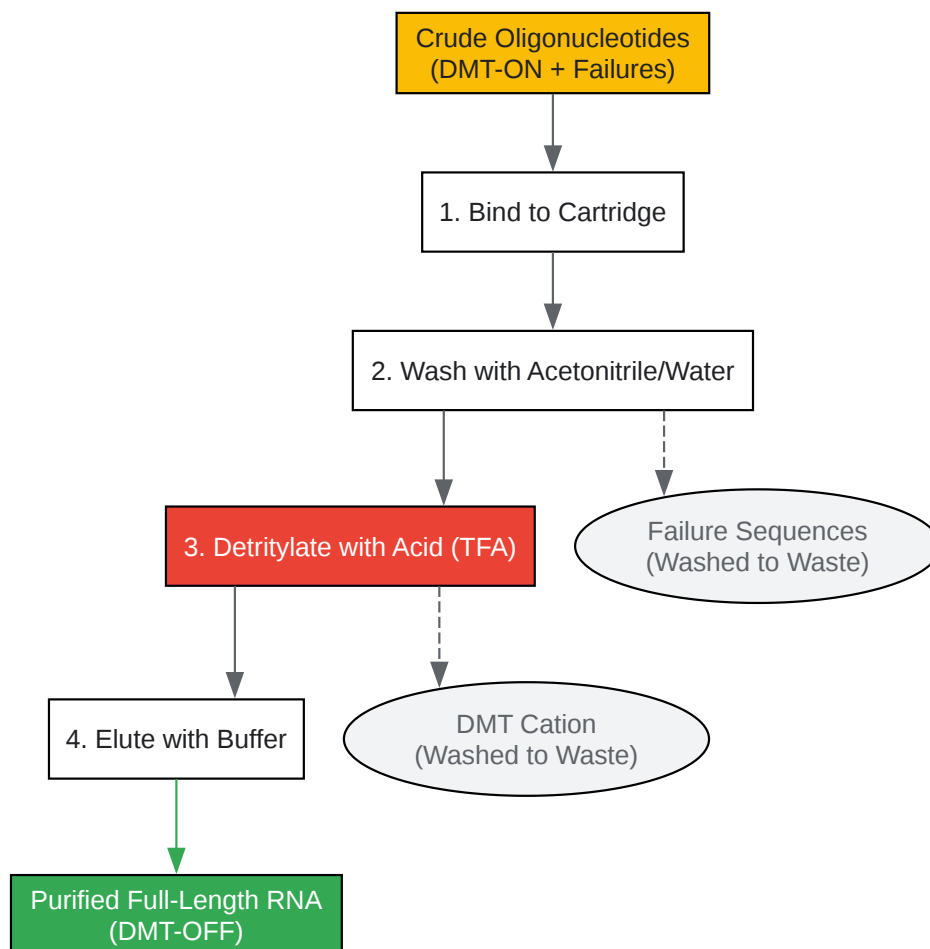 Crude Oligonucleotides
(DMT-ON + Failures)
1. Bind to Cartridge
2. Wash with Acetonitrile/Water
3. Detritylate with Acid (TFA)
Failure Sequences
(Washed to Waste)
4. Elute with Buffer
DMT Cation
(Washed to Waste)
Purified Full-Length RNA
(DMT-OFF)